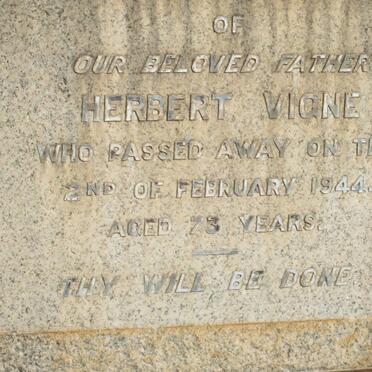 OF
OUR BELOVED FATHER
HERBERT VIGNE
WHO PASSED AWAY ON TH
2ND OF FEBRUARY 1944.
AGED 73 YEARS.
THY WILL BE DONE.